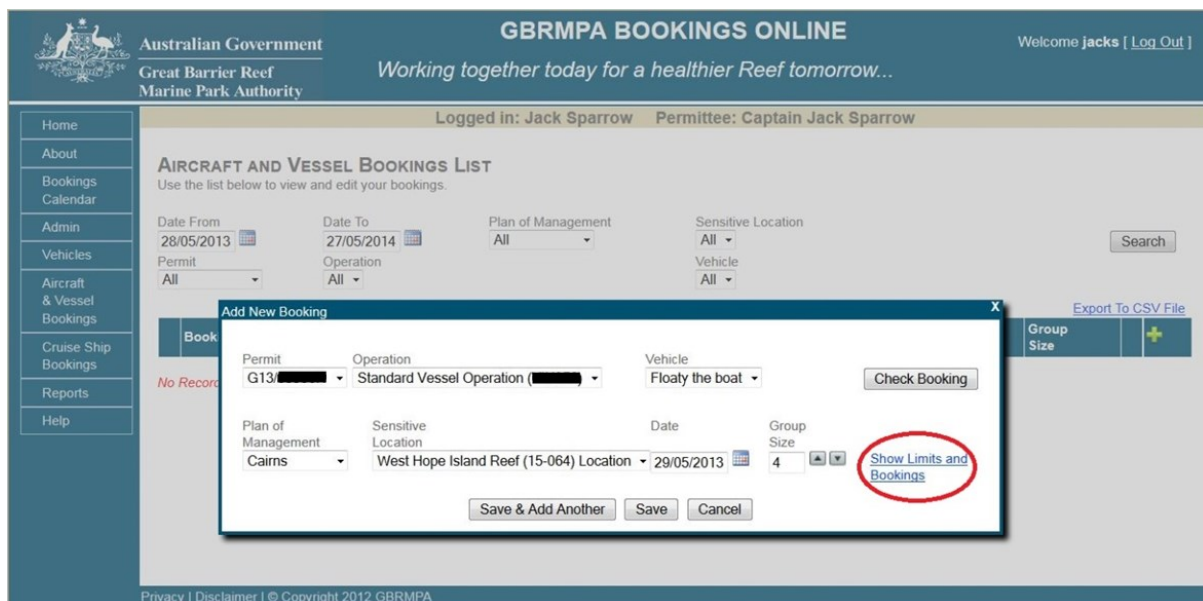 GBRMPA BOOKINGS ONLINE
Australian Government
Great Barrier Reef
Marine Park Authority
Working together today for a healthier Reef tomorrow...
Welcome jacks [ Log Out ]
Logged in: Jack Sparrow Permittee: Captain Jack Sparrow
Home
About
Bookings
Calendar
Admin
Vehicles
Aircraft
& Vessel
Bookings
Cruise Ship
Bookings
Reports
Help
AIRCRAFT AND VESSEL BOOKINGS LIST
Use the list below to view and edit your bookings.
Date From Date To Plan of Management Sensitive Location
28/05/2013 27/05/2014 All All Search
Permit Operation Vehicle
All All All
Export To CSV File
Book Group
Size
No Record
Add New Booking X
Permit Operation Vehicle
G13/ Standard Vessel Operation ( ) Floaty the boat Check Booking
Plan of Sensitive Date Group
Management Location Size
Cairns West Hope Island Reef (15-064) Location 29/05/2013 4 Show Limits and
Bookings
Save & Add Another Save Cancel
Privacy | Disclaimer | © Copyright 2012 GBRMPA